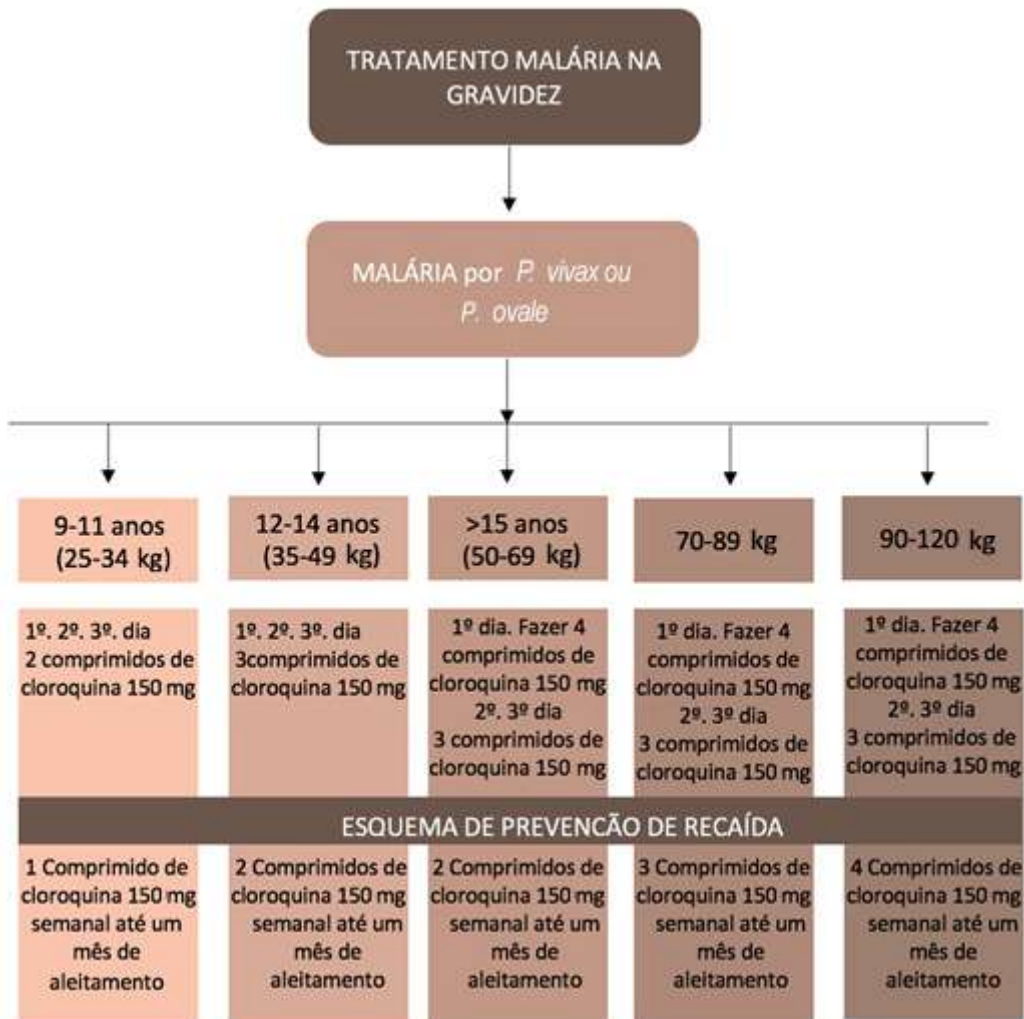 TRATAMENTO MALÁRIA NA
GRAVIDEZ
MALÁRIA por P. vivax ou
P. ovale
9-11 anos
(25-34 kg)
12-14 anos
(35-49 kg)
>15 anos
(50-69 kg)
70-89 kg
90-120 kg
1º. 2º. 3º. dia
2 comprimidos de
cloroquina 150 mg
1º. 2º. 3º. dia
3comprimidos de
cloroquina 150 mg
1º dia. Fazer 4
comprimidos de
cloroquina 150 mg
2º. 3º dia
3 comprimidos de
cloroquina 150 mg
1º dia. Fazer 4
comprimidos de
cloroquina 150 mg
2º. 3º dia
3 comprimidos de
cloroquina 150 mg
1º dia. Fazer 4
comprimidos de
cloroquina 150 mg
2º. 3º dia
3 comprimidos de
cloroquina 150 mg
ESQUEMA DE PREVENCÃO DE RECAÍDA
1 Comprimido de
cloroquina 150 mg
semanal até um
mês de
aleitamento
2 Comprimidos de
cloroquina 150 mg
semanal até um
mês de
aleitamento
2 Comprimidos de
cloroquina 150 mg
semanal até um
mês de
aleitamento
3 Comprimidos de
cloroquina 150 mg
semanal até um
mês de
aleitamento
4 Comprimidos de
cloroquina 150 mg
semanal até um
mês de
aleitamento